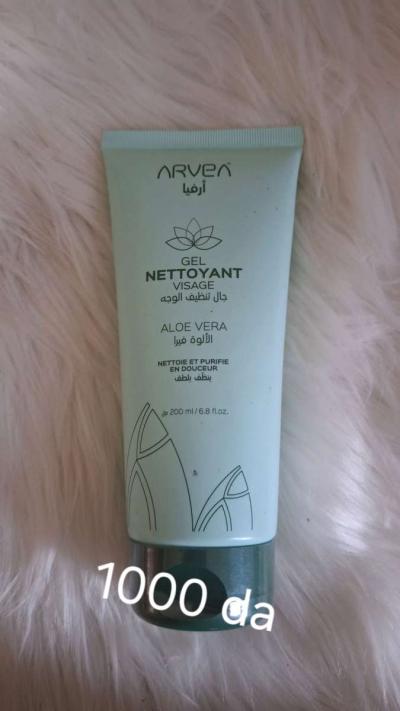 ARVEA
أرفيا
GEL
NETTOYANT
VISAGE
جال تنظيف الوجه
ALOE VERA
الألوة فيرا
NETTOIE ET PURIFIE
EN DOUCEUR
ينظف بلطف
200 ml / 6.8 fl.oz.
1000 da